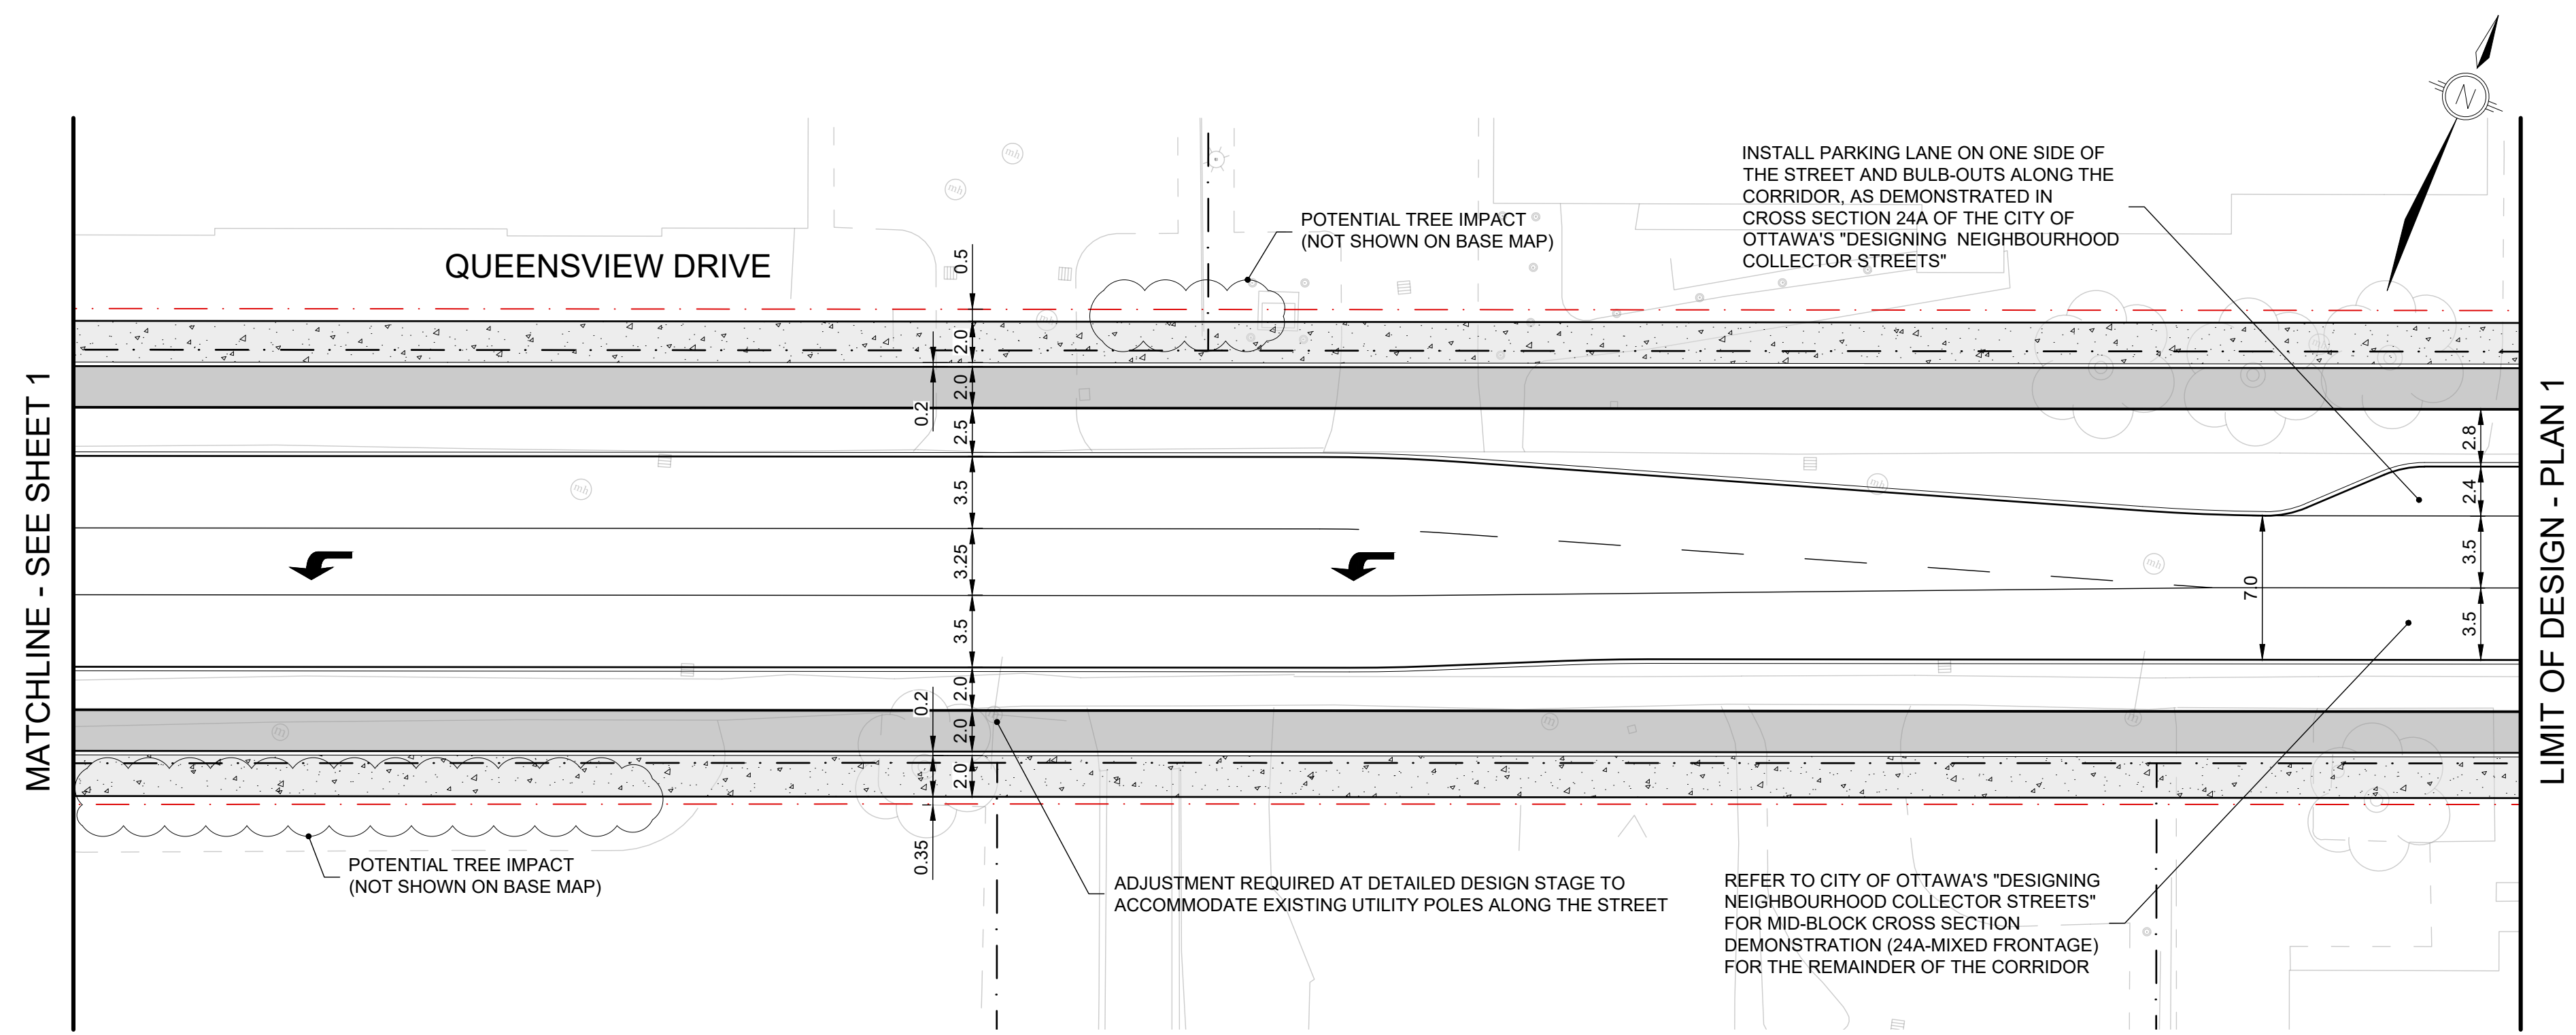 N
INSTALL PARKING LANE ON ONE SIDE OF
THE STREET AND BULB-OUTS ALONG THE
CORRIDOR, AS DEMONSTRATED IN
CROSS SECTION 24A OF THE CITY OF
OTTAWA'S "DESIGNING NEIGHBOURHOOD
COLLECTOR STREETS"
POTENTIAL TREE IMPACT
(NOT SHOWN ON BASE MAP)
QUEENSVIEW DRIVE
mh
mh
mh
mh
mh
mh
MATCHLINE - SEE SHEET 1
LIMIT OF DESIGN - PLAN 1
0.5
2.0
2.0
0.2
2.5
3.5
3.25
3.5
2.0
0.2
2.0
2.0
0.35
2.8
2.4
3.5
3.5
7.0
m
m
m
POTENTIAL TREE IMPACT
(NOT SHOWN ON BASE MAP)
ADJUSTMENT REQUIRED AT DETAILED DESIGN STAGE TO
ACCOMMODATE EXISTING UTILITY POLES ALONG THE STREET
REFER TO CITY OF OTTAWA'S "DESIGNING
NEIGHBOURHOOD COLLECTOR STREETS"
FOR MID-BLOCK CROSS SECTION
DEMONSTRATION (24A-MIXED FRONTAGE)
FOR THE REMAINDER OF THE CORRIDOR